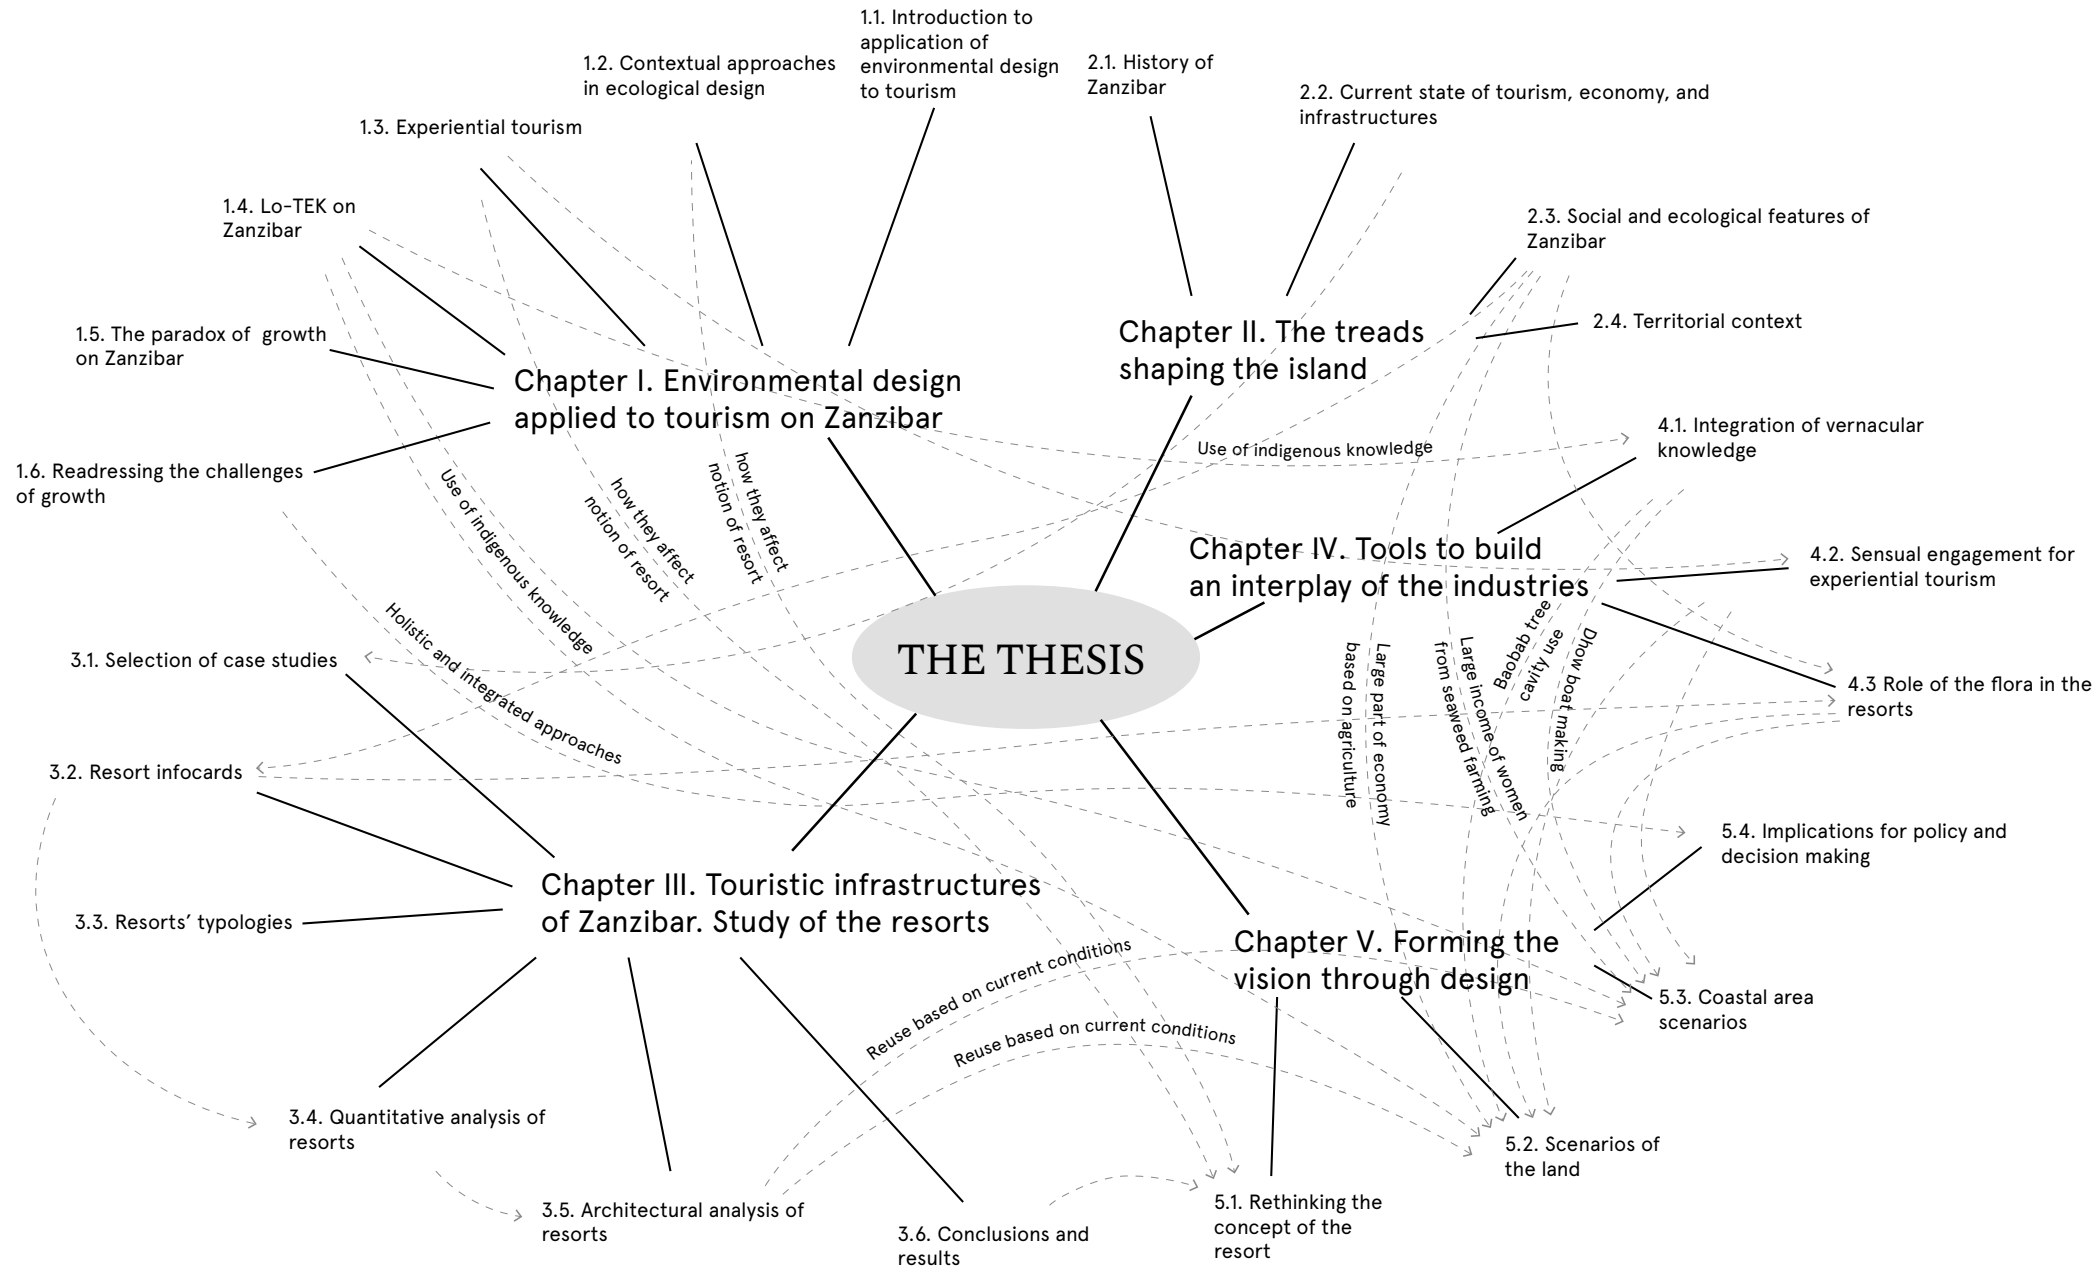 1.1. Introduction to
application of
environmental design
to tourism
1.2. Contextual approaches
in ecological design
1.3. Experiential tourism
1.4. Lo-TEK on
Zanzibar
1.5. The paradox of  growth
on Zanzibar
1.6. Readressing the challenges
of growth
Chapter I. Environmental design
applied to tourism on Zanzibar
2.1. History of
Zanzibar
2.2. Current state of tourism, economy, and
infrastructures
2.3. Social and ecological features of
Zanzibar
2.4. Territorial context
Chapter II. The treads
shaping the island
4.1. Integration of vernacular
knowledge
Use of indigenous knowledge
Chapter IV. Tools to build
an interplay of the industries
4.2. Sensual engagement for
experiential tourism
4.3 Role of the flora in the
resorts
Use of indigenous knowledge
how they affect
notion of resort
how they affect
notion of resort
Holistic and integrated approaches
THE THESIS
Large part of economy
based on agriculture
Large income of women
from seaweed farming
Baobab tree
cavity use
Dhow boat making
3.1. Selection of case studies
3.2. Resort infocards
3.3. Resorts’ typologies
Chapter III. Touristic infrastructures
of Zanzibar. Study of the resorts
3.4. Quantitative analysis of
resorts
3.5. Architectural analysis of
resorts
3.6. Conclusions and
results
Reuse based on current conditions
Reuse based on current conditions
Chapter V. Forming the
vision through design
5.4. Implications for policy and
decision making
5.3. Coastal area
scenarios
5.2. Scenarios of
the land
5.1. Rethinking the
concept of the
resort